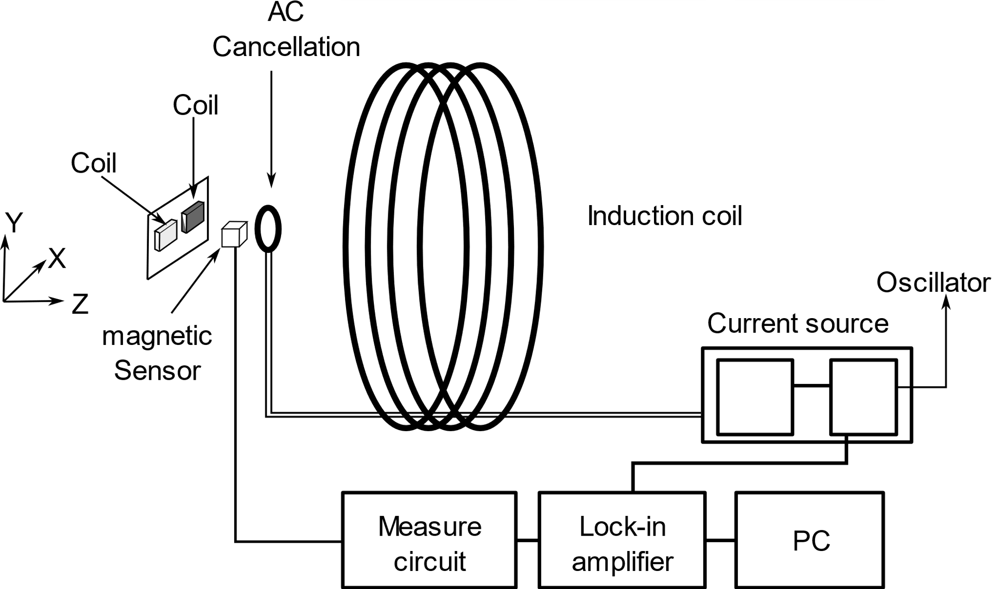 AC
Cancellation
Coil
Coil
Y
X
Z
magnetic
Sensor
Induction coil
Oscillator
Current source
Measure
circuit
Lock-in
amplifier
PC